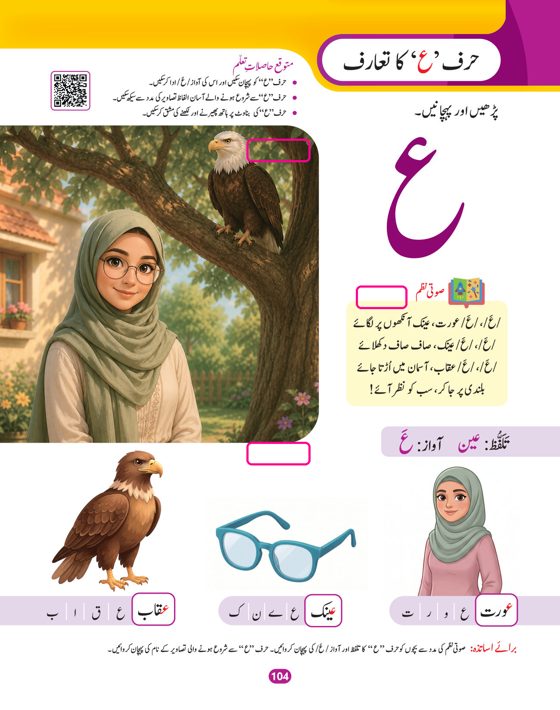 حرف ’ع‘ کا تعارف
متوقع حاصلاتِ تعلّم
• حرف ”ع“ کو پہچان سکیں اور اس کی آواز /عَ/ ادا کر سکیں۔
• حرف ”ع“ سے شروع ہونے والے آسان الفاظ تصاویر کی مدد سے سیکھ سکیں۔
• حرف ”ع“ کی بناوٹ پر ہاتھ پھیرنے اور لکھنے کی مشق کر سکیں۔
پڑھیں اور پہچانیں۔
ع
صوتی نظم
/عَ/، /عَ/ عورت، عینک آنکھوں پر لگائے
/عَ/، /عَ/ عینک، صاف صاف دکھلائے
/عَ/، /عَ/ عقاب، آسمان میں اُڑتا جائے
بلندی پر جا کر، سب کو نظر آئے!
تَلَفُّظ: عین آواز: عَ
عورت ع و ر ت
عینک ع ے ن ک
عقاب ع ق ا ب
برائے اساتذہ: صوتی نظم کی مدد سے بچوں کو حرف ”ع“ کا تلفظ اور آواز /عَ/ کی پہچان کروائیں۔ حرف ”ع“ سے شروع ہونے والی تصاویر کے نام کی پہچان کروائیں۔
104